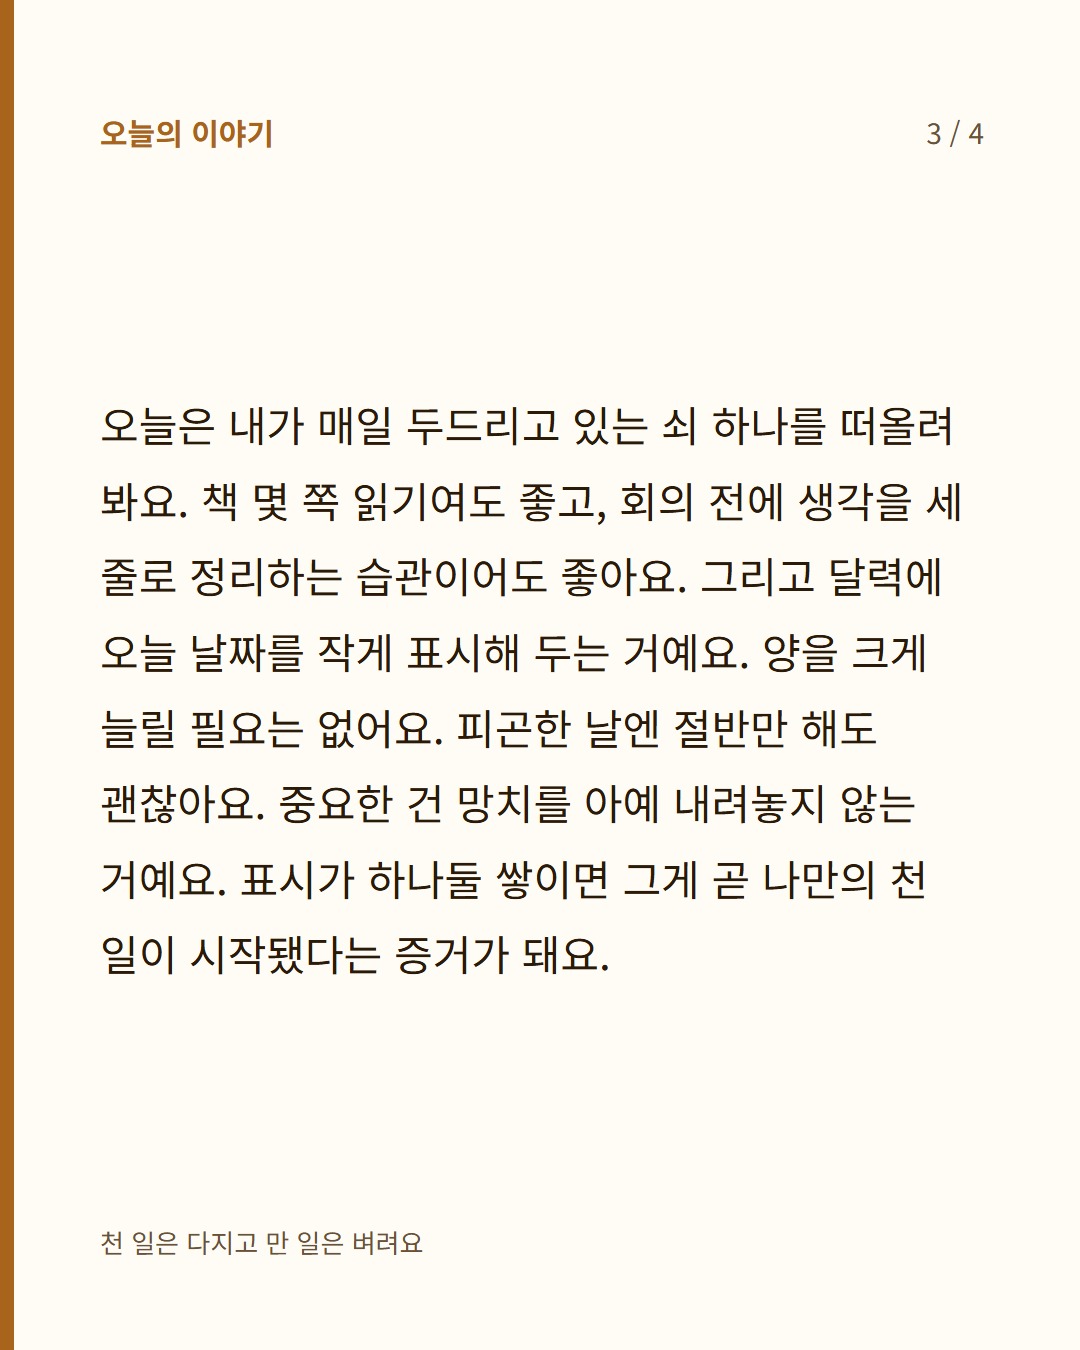 오늘의 이야기
3 / 4
오늘은 내가 매일 두드리고 있는 쇠 하나를 떠올려
봐요. 책 몇 쪽 읽기여도 좋고, 회의 전에 생각을 세
줄로 정리하는 습관이어도 좋아요. 그리고 달력에
오늘 날짜를 작게 표시해 두는 거예요. 양을 크게
늘릴 필요는 없어요. 피곤한 날엔 절반만 해도
괜찮아요. 중요한 건 망치를 아예 내려놓지 않는
거예요. 표시가 하나둘 쌓이면 그게 곧 나만의 천
일이 시작됐다는 증거가 돼요.
천 일은 다지고 만 일은 벼려요